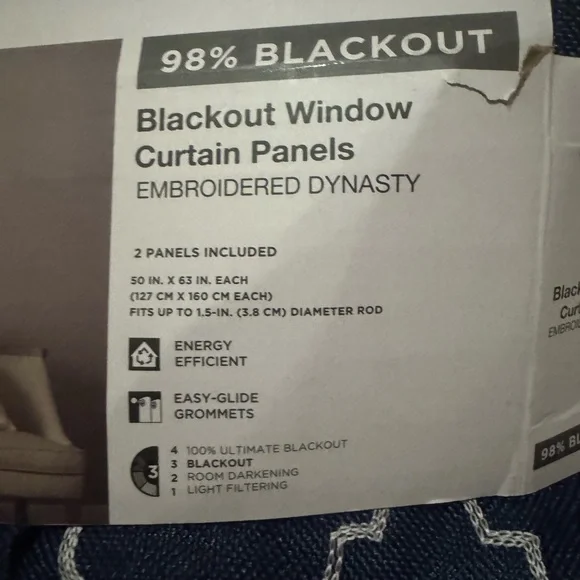 98% BLACKOUT
Blackout Window
Curtain Panels
EMBROIDERED DYNASTY
2 PANELS INCLUDED
50 IN. X 63 IN. EACH
(127 CM X 160 CM EACH)
FITS UP TO 1.5-IN. (3.8 CM) DIAMETER ROD
ENERGY
EFFICIENT
EASY-GLIDE
GROMMETS
3
4 100% ULTIMATE BLACKOUT
3 BLACKOUT
2 ROOM DARKENING
1 LIGHT FILTERING
98%